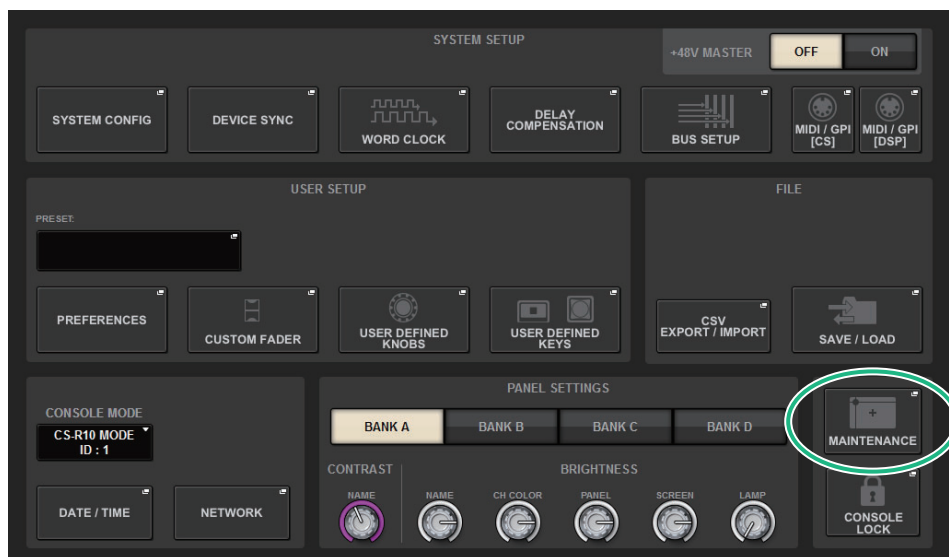 SYSTEM SETUP
+48V MASTER
OFF
ON
SYSTEM CONFIG
DEVICE SYNC
WORD CLOCK
DELAY
COMPENSATION
BUS SETUP
MIDI / GPI
[CS]
MIDI / GPI
[DSP]
USER SETUP
PRESET:
PREFERENCES
CUSTOM FADER
USER DEFINED
KNOBS
USER DEFINED
KEYS
FILE
CSV
EXPORT / IMPORT
SAVE / LOAD
CONSOLE MODE
CS-R10 MODE
ID : 1
DATE / TIME
NETWORK
PANEL SETTINGS
BANK A
BANK B
BANK C
BANK D
CONTRAST
BRIGHTNESS
NAME
NAME
CH COLOR
PANEL
SCREEN
LAMP
MAINTENANCE
CONSOLE
LOCK